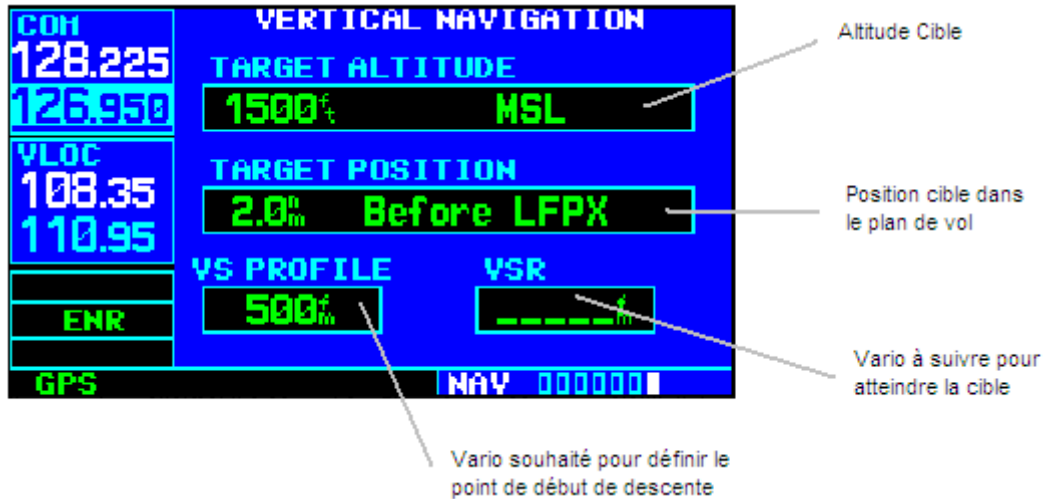 VERTICAL NAVIGATION
COM
128.225
126.950
TARGET ALTITUDE
1500ft MSL
VLOC
108.35
110.95
TARGET POSITION
2.0nm Before LFPX
VS PROFILE
500fm
VSR
_____fm
ENR
GPS
NAV
Altitude Cible
Position cible dans
le plan de vol
Vario à suivre pour
atteindre la cible
Vario souhaité pour définir le
point de début de descente